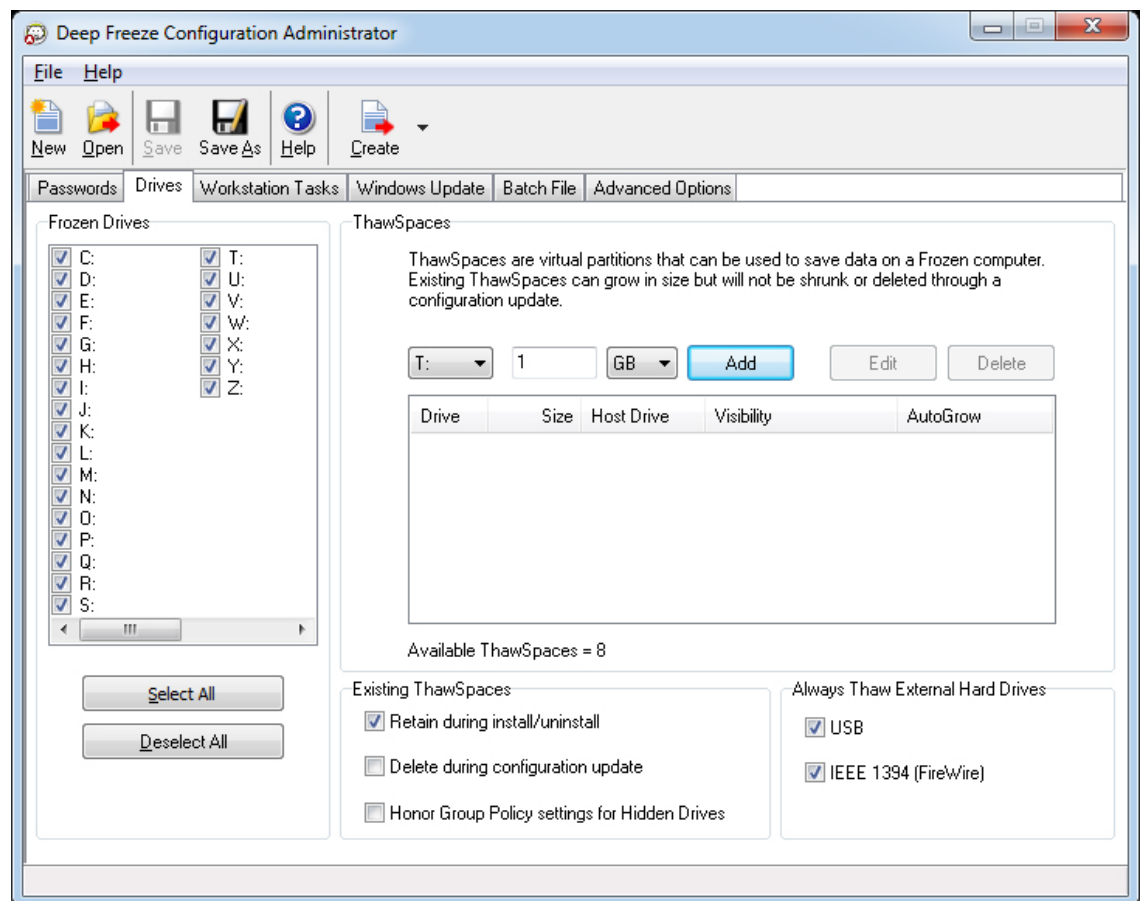 Deep Freeze Configuration Administrator
File Help
New Open Save Save As Help Create
Passwords Drives Workstation Tasks Windows Update Batch File Advanced Options
Frozen Drives
C:
D:
E:
F:
G:
H:
I:
J:
K:
L:
M:
N:
O:
P:
Q:
R:
S:
T:
U:
V:
W:
X:
Y:
Z:
Select All
Deselect All
ThawSpaces
ThawSpaces are virtual partitions that can be used to save data on a Frozen computer.
Existing ThawSpaces can grow in size but will not be shrunk or deleted through a
configuration update.
T: 1 GB Add Edit Delete
Drive Size Host Drive Visibility AutoGrow
Available ThawSpaces = 8
Existing ThawSpaces
Retain during install/uninstall
Delete during configuration update
Honor Group Policy settings for Hidden Drives
Always Thaw External Hard Drives
USB
IEEE 1394 (FireWire)